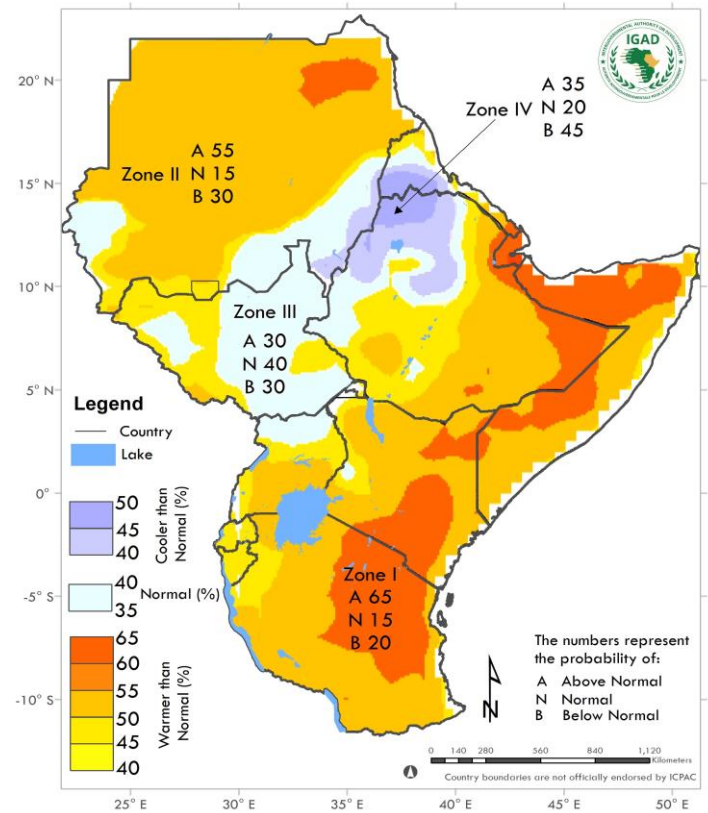 IGAD
INTERGOVERNMENTAL AUTHORITY ON DEVELOPMENT
20° N
15° N
10° N
5° N
0°
-5° S
-10° S
A 35
Zone IV N 20
B 45
A 55
Zone II N 15
B 30
Zone III
A 30
N 40
B 30
Zone I
A 65
N 15
B 20
Legend
Country
Lake
50
45
40
Cooler than
Normal (%)
40
35
Normal (%)
65
60
55
50
45
40
Warmer than
Normal (%)
The numbers represent
the probability of:
A Above Normal
N Normal
B Below Normal
N
0 140 280 560 840 1,120
Kilometers
Country boundaries are not officially endorsed by ICPAC
25° E 30° E 35° E 40° E 45° E 50° E